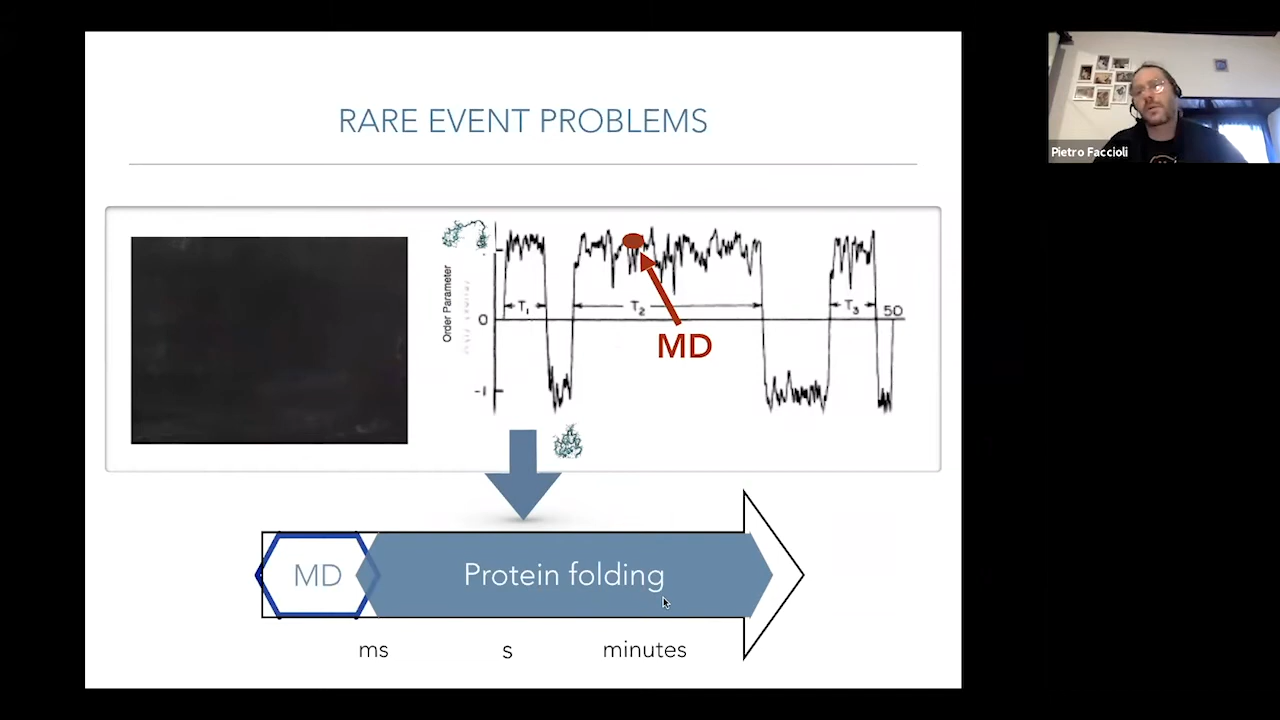 RARE EVENT PROBLEMS
Pietro Faccioli
Order Parameter
0
-1
T1
T2
T3
50
MD
MD
Protein folding
ms
s
minutes